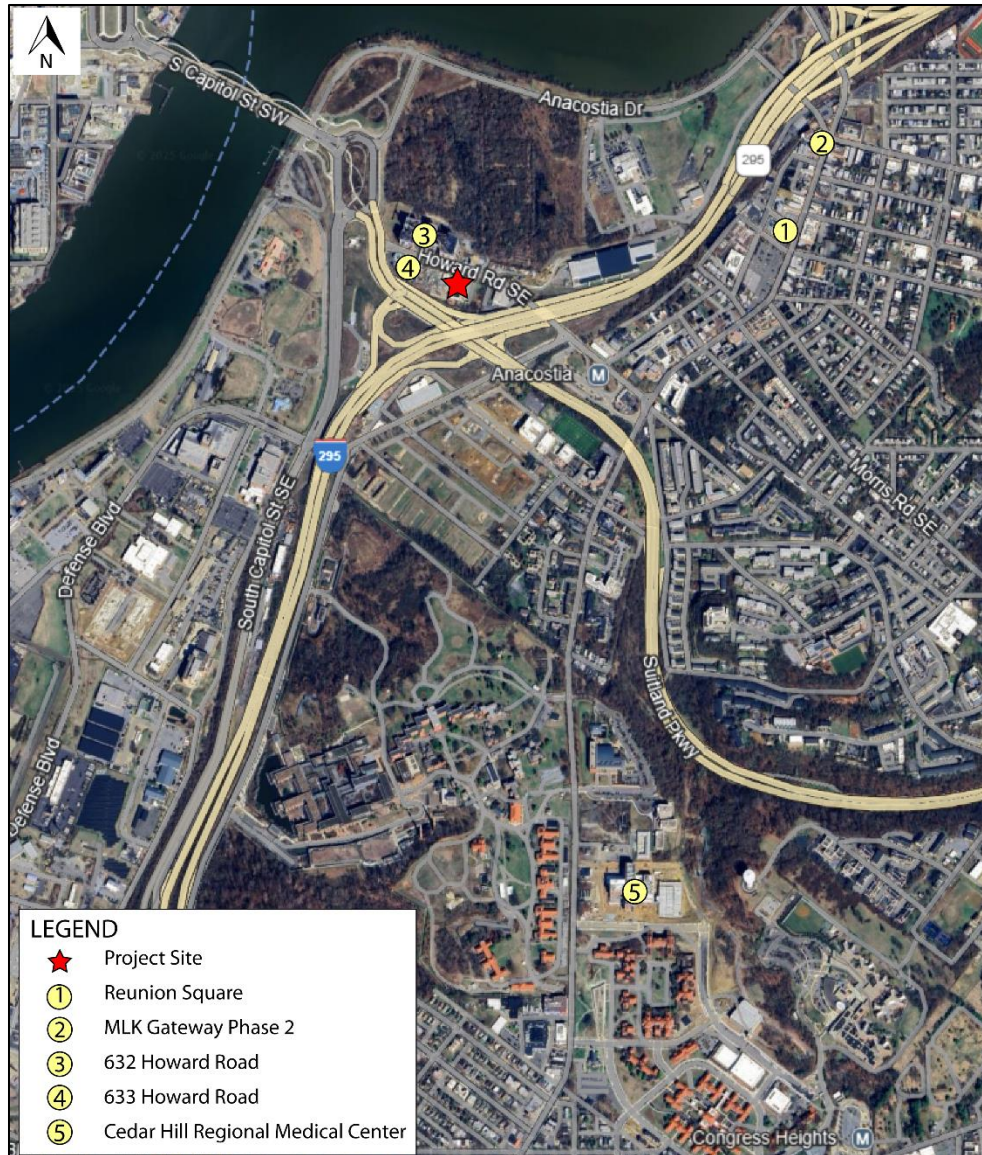 N
S Capitol St SW
Anacostia Dr
295
2
1
3
Howard Rd SE
4
Anacostia M
295
Morris Rd SE
Defense Blvd
South Capitol St SE
Suitland Pkwy
Defense Blvd
5
LEGEND
Project Site
1 Reunion Square
2 MLK Gateway Phase 2
3 632 Howard Road
4 633 Howard Road
5 Cedar Hill Regional Medical Center
Congress Heights M